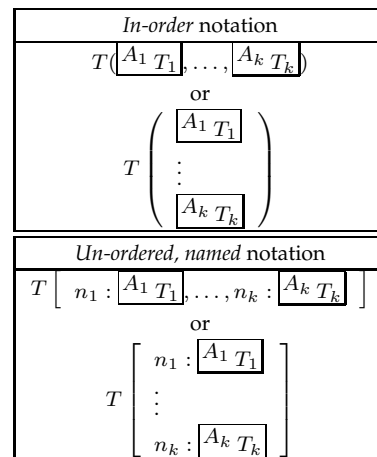 In-order notation
T(A₁ T₁, . . . , Aₖ Tₖ)
or
A₁ T₁
T ⋮
Aₖ Tₖ
Un-ordered, named notation
T [ n₁ : A₁ T₁, . . . , nₖ : Aₖ Tₖ ]
or
n₁ : A₁ T₁
T ⋮
nₖ : Aₖ Tₖ